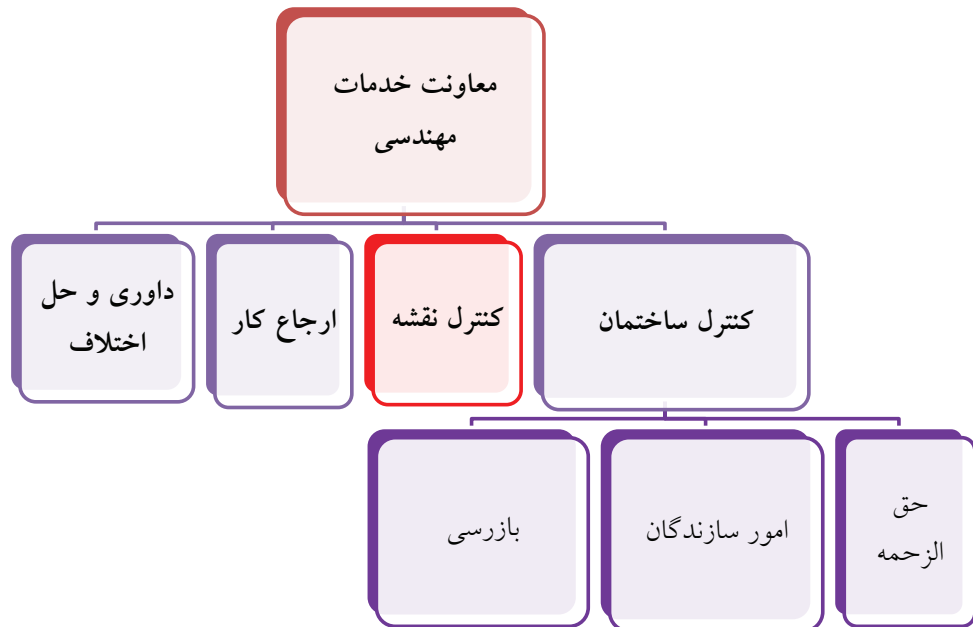 معاونت خدمات
مهندسی
کنترل ساختمان
کنترل نقشه
ارجاع کار
داوری و حل
اختلاف
حق
الزحمه
امور سازندگان
بازرسی